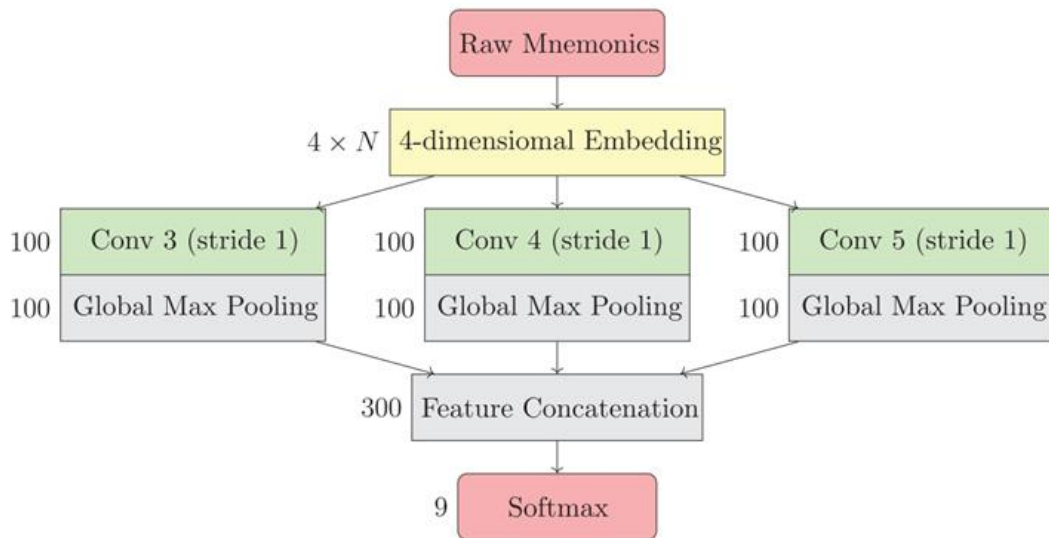 Raw Mnemonics
4 × N 4-dimensiomal Embedding
100 Conv 3 (stride 1) 100 Conv 4 (stride 1) 100 Conv 5 (stride 1)
100 Global Max Pooling 100 Global Max Pooling 100 Global Max Pooling
300 Feature Concatenation
9 Softmax